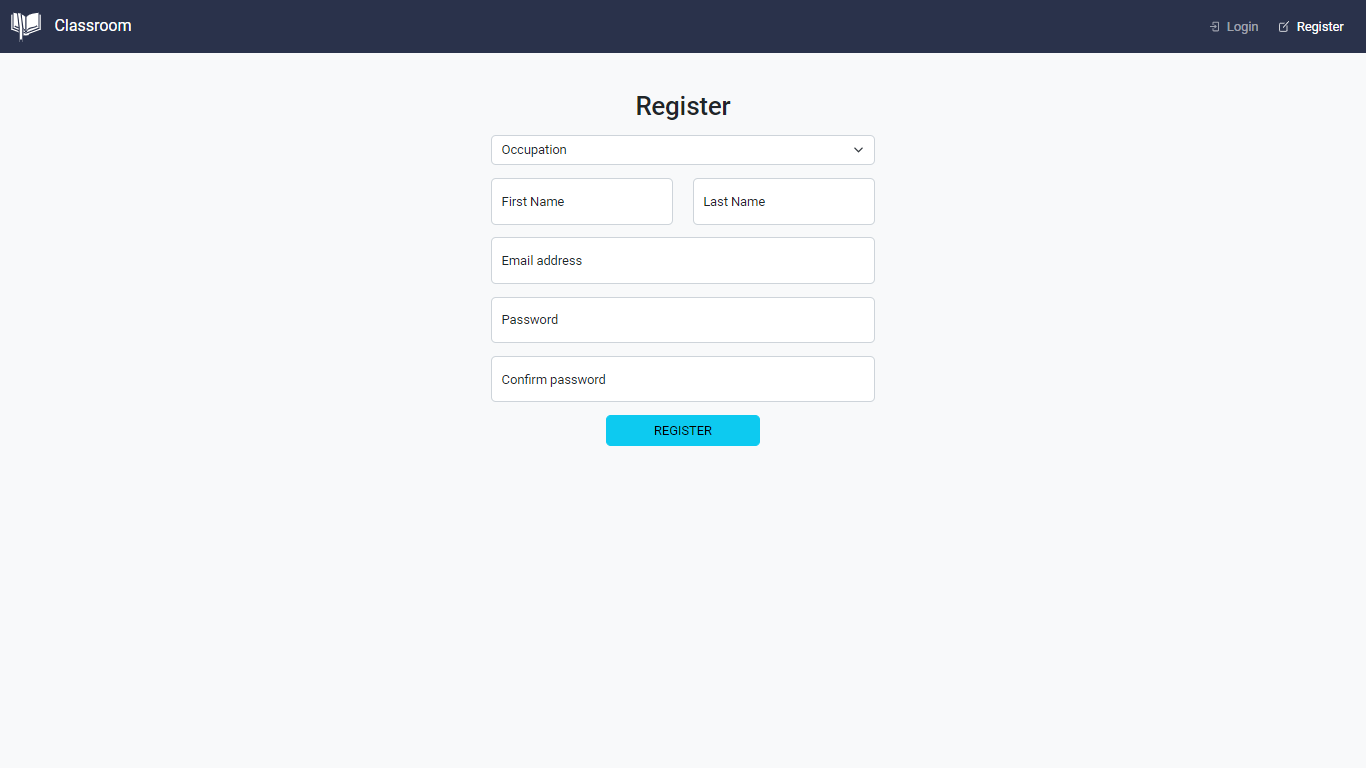 Classroom
Login
Register
Register
Occupation
First Name
Last Name
Email address
Password
Confirm password
REGISTER